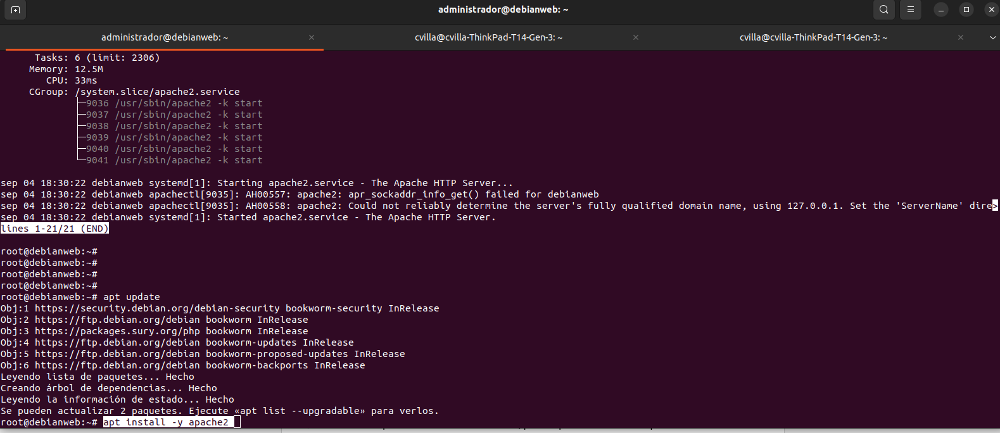 administrador@debianweb: ~
administrador@debianweb: ~ × cvilla@cvilla-ThinkPad-T14-Gen-3: ~ × cvilla@cvilla-ThinkPad-T14-Gen-3: ~ ×
Tasks: 6 (limit: 2306)
Memory: 12.5M
CPU: 33ms
CGroup: /system.slice/apache2.service
├─9036 /usr/sbin/apache2 -k start
├─9037 /usr/sbin/apache2 -k start
├─9038 /usr/sbin/apache2 -k start
├─9039 /usr/sbin/apache2 -k start
├─9040 /usr/sbin/apache2 -k start
└─9041 /usr/sbin/apache2 -k start
sep 04 18:30:22 debianweb systemd[1]: Starting apache2.service - The Apache HTTP Server...
sep 04 18:30:22 debianweb apachectl[9035]: AH00557: apache2: apr_sockaddr_info_get() failed for debianweb
sep 04 18:30:22 debianweb apachectl[9035]: AH00558: apache2: Could not reliably determine the server's fully qualified domain name, using 127.0.0.1. Set the 'ServerName' dire>
sep 04 18:30:22 debianweb systemd[1]: Started apache2.service - The Apache HTTP Server.
lines 1-21/21 (END)
root@debianweb:~#
root@debianweb:~#
root@debianweb:~#
root@debianweb:~#
root@debianweb:~# apt update
Obj:1 https://security.debian.org/debian-security bookworm-security InRelease
Obj:2 https://ftp.debian.org/debian bookworm InRelease
Obj:3 https://packages.sury.org/php bookworm InRelease
Obj:4 https://ftp.debian.org/debian bookworm-updates InRelease
Obj:5 https://ftp.debian.org/debian bookworm-proposed-updates InRelease
Obj:6 https://ftp.debian.org/debian bookworm-backports InRelease
Leyendo lista de paquetes... Hecho
Creando árbol de dependencias... Hecho
Leyendo la información de estado... Hecho
Se pueden actualizar 2 paquetes. Ejecute «apt list --upgradable» para verlos.
root@debianweb:~# apt install -y apache2